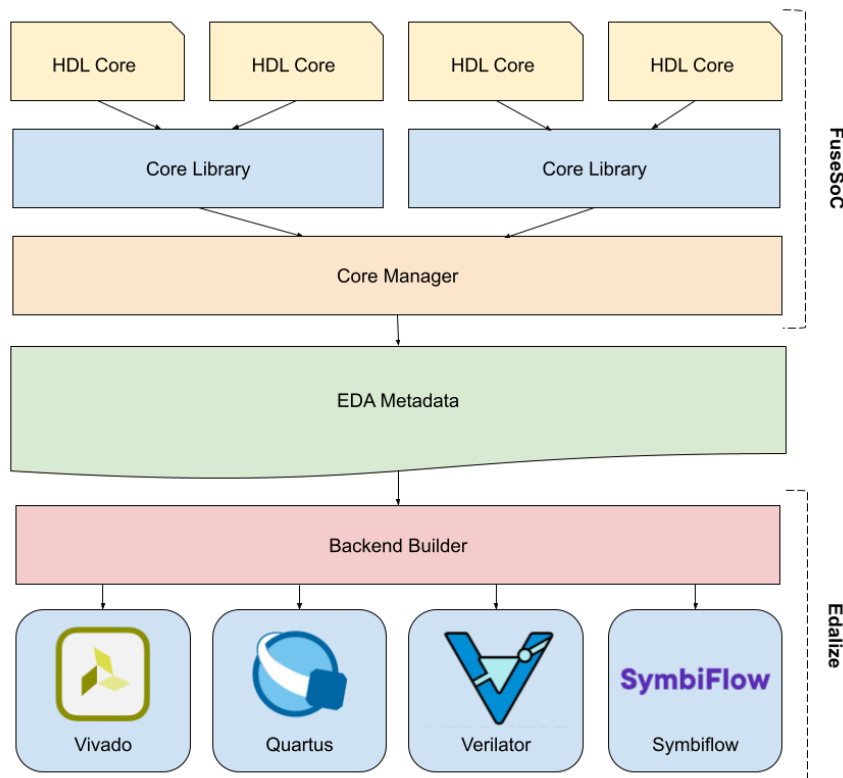 HDL Core
HDL Core
HDL Core
HDL Core
Core Library
Core Library
Core Manager
FuseSoC
EDA Metadata
Backend Builder
SymbiFlow
Vivado
Quartus
Verilator
Symbiflow
Edalize